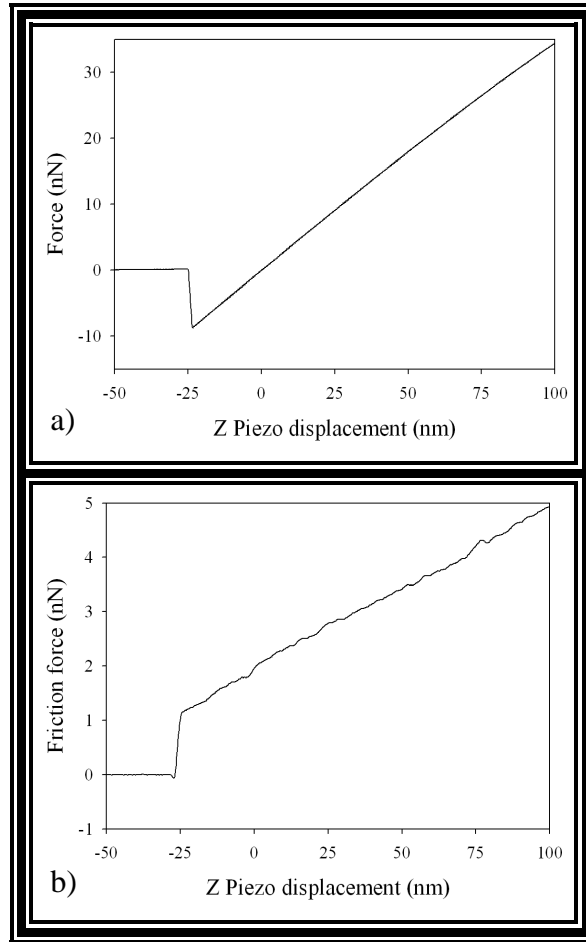 Force (nN)
30
20
10
0
-10
-50 -25 0 25 50 75 100
Z Piezo displacement (nm)
a)
Friction force (nN)
5
4
3
2
1
0
-1
-50 -25 0 25 50 75 100
Z Piezo displacement (nm)
b)